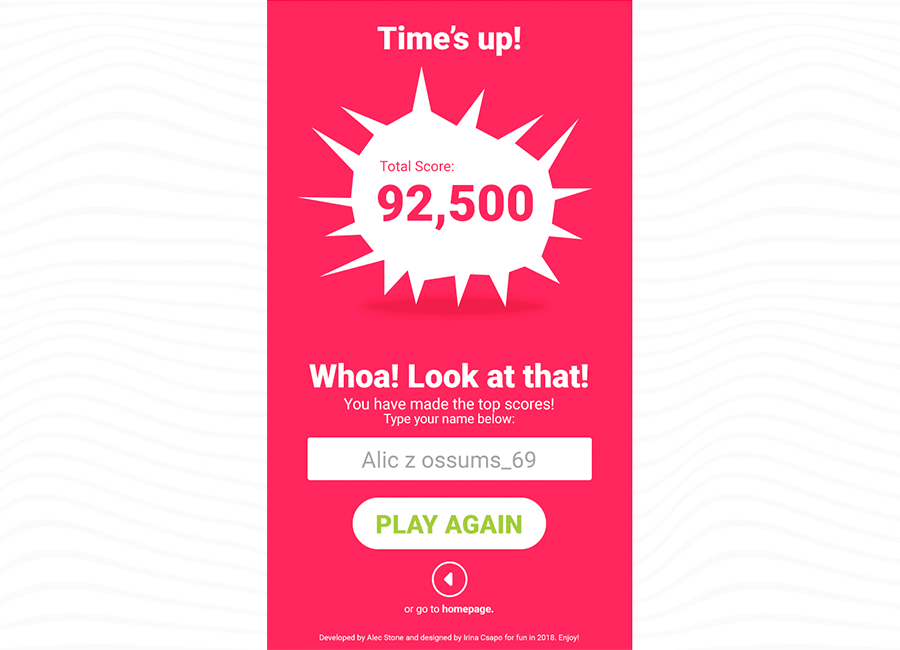 Time’s up!
Total Score:
92,500
Whoa! Look at that!
You have made the top scores!
Type your name below:
Alic z ossums_69
PLAY AGAIN
or go to homepage.
Developed by Alec Stone and designed by Irina Csapo for fun in 2018. Enjoy!